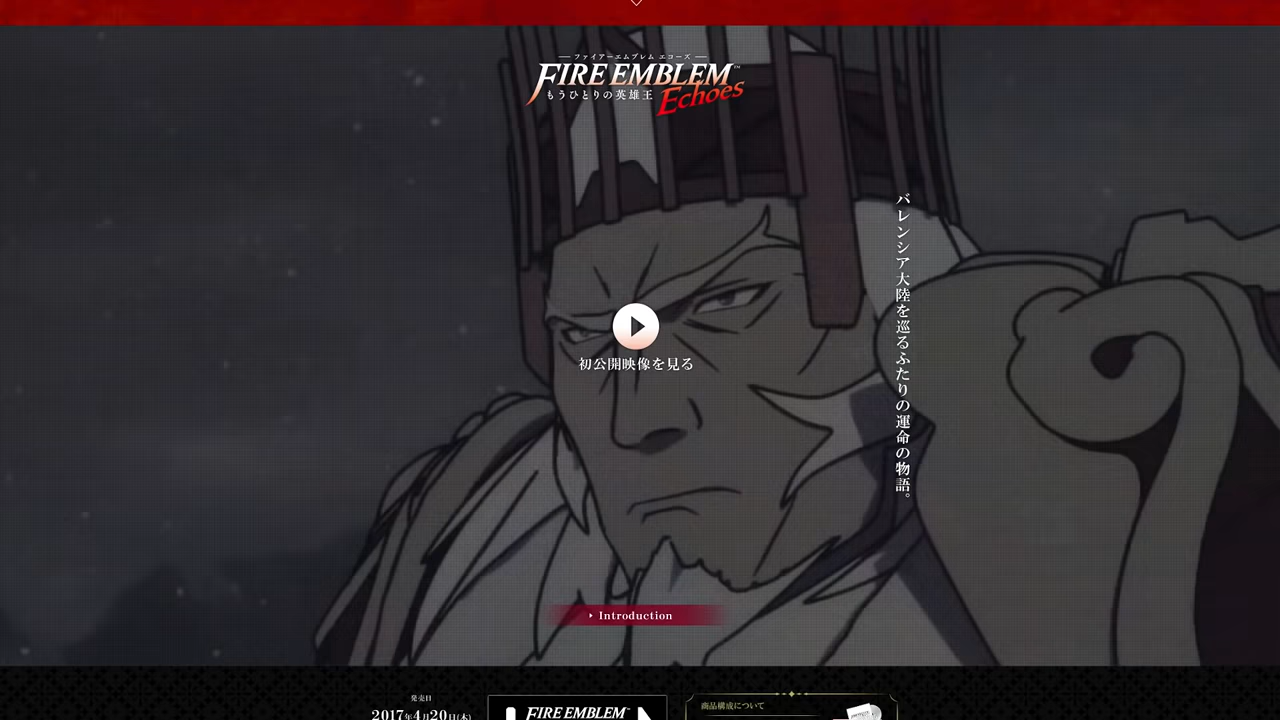 ファイアーエムブレム エコーズ
FIRE EMBLEM™
もうひとりの英雄王
Echoes
バレンシア大陸を巡るふたりの運命の物語。
初公開映像を見る
Introduction
発売日
2017年4月20日(木)
FIRE EMBLEM
商品構成について